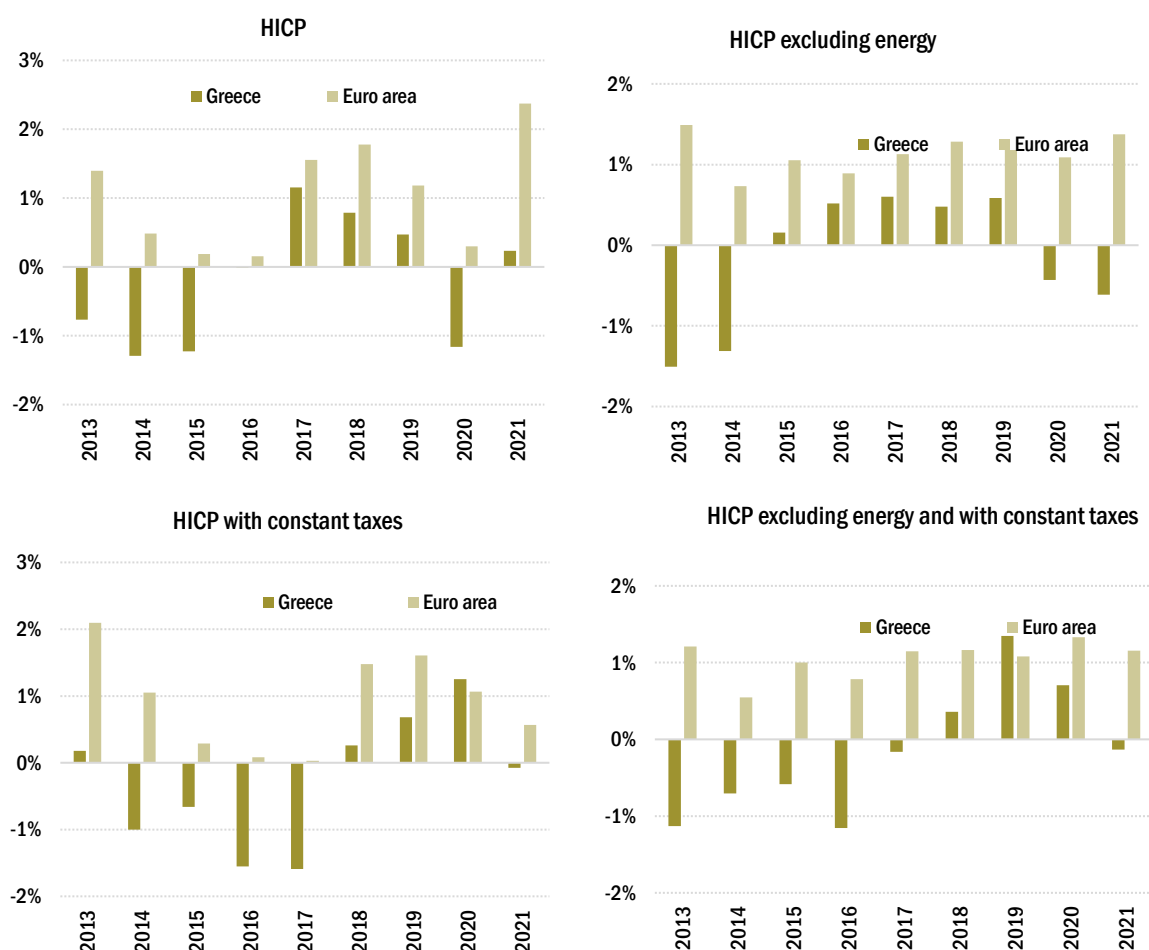 HICP
3%
Greece Euro area
2%
1%
0%
-1%
-2%
2013 2014 2015 2016 2017 2018 2019 2020 2021
HICP excluding energy
2%
Greece Euro area
1%
0%
-1%
-2%
2013 2014 2015 2016 2017 2018 2019 2020 2021
HICP with constant taxes
3%
Greece Euro area
2%
1%
0%
-1%
-2%
2013 2014 2015 2016 2017 2018 2019 2020 2021
HICP excluding energy and with constant taxes
2%
Greece Euro area
1%
0%
-1%
-2%
2013 2014 2015 2016 2017 2018 2019 2020 2021